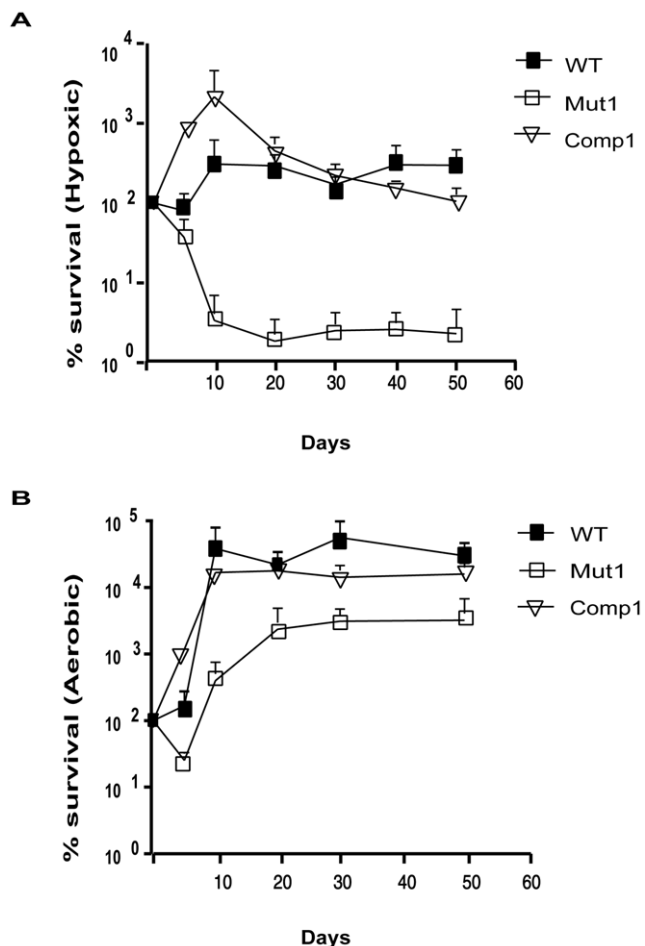 A
% survival (Hypoxic)
10^4
10^3
10^2
10^1
10^0
10 20 30 40 50 60
Days
WT
Mut1
Comp1
B
% survival (Aerobic)
10^5
10^4
10^3
10^2
10^1
10^0
10 20 30 40 50 60
Days
WT
Mut1
Comp1